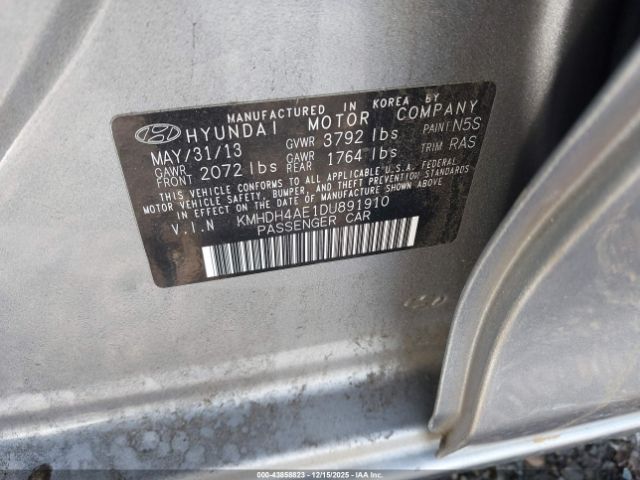 MANUFACTURED IN KOREA BY
HYUNDAI MOTOR COMPANY
MAY/31/13 GVWR 3792 lbs PAINT N5S
GAWR FRONT 2072 lbs GAWR REAR 1764 lbs TRIM RAS
THIS VEHICLE CONFORMS TO ALL APPLICABLE U.S.A. FEDERAL
MOTOR VEHICLE SAFETY, BUMPER, AND THEFT PREVENTION STANDARDS
IN EFFECT ON THE DATE OF MANUFACTURE SHOWN ABOVE.
V.I.N KMHDH4AE1DU891910
PASSENGER CAR
000-43858823 12/15/2025 - COPART